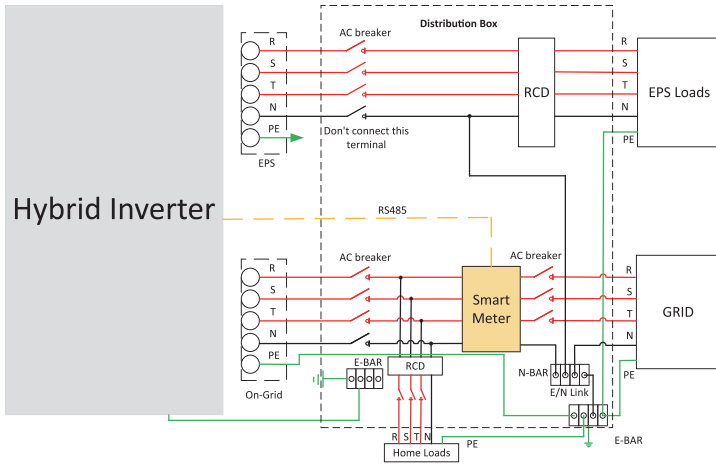 Distribution Box
R
AC breaker
R
S
S
T
T
N
N
PE
RCD
EPS Loads
Don't connect this
terminal
PE
EPS
Hybrid Inverter
RS485
AC breaker
AC breaker
R
R
S
S
T
T
N
N
PE
Smart
Meter
GRID
E-BAR
RCD
N-BAR
E/N Link
PE
On-Grid
R S T N
PE
E-BAR
Home Loads